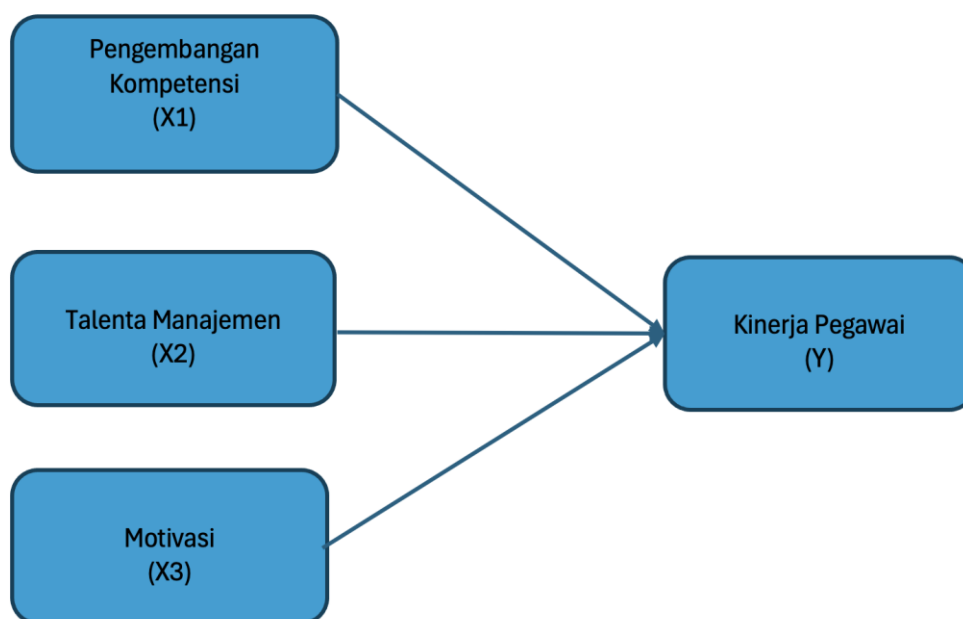 Pengembangan
Kompetensi
(X1)
Talenta Manajemen
(X2)
Kinerja Pegawai
(Y)
Motivasi
(X3)